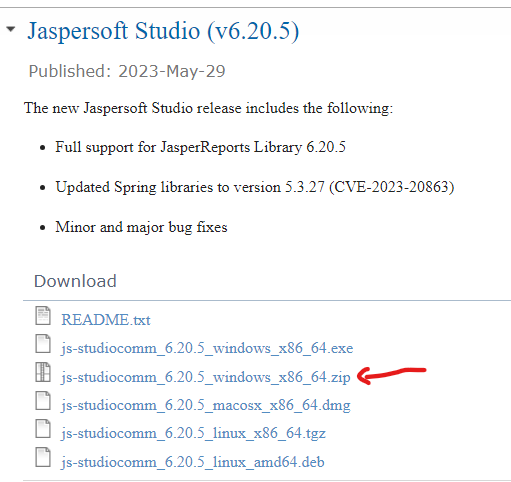 Jaspersoft Studio (v6.20.5)
Published: 2023-May-29
The new Jaspersoft Studio release includes the following:
Full support for JasperReports Library 6.20.5
Updated Spring libraries to version 5.3.27 (CVE-2023-20863)
Minor and major bug fixes
Download
README.txt
js-studiocomm_6.20.5_windows_x86_64.exe
js-studiocomm_6.20.5_windows_x86_64.zip
js-studiocomm_6.20.5_macosx_x86_64.dmg
js-studiocomm_6.20.5_linux_x86_64.tgz
js-studiocomm_6.20.5_linux_amd64.deb